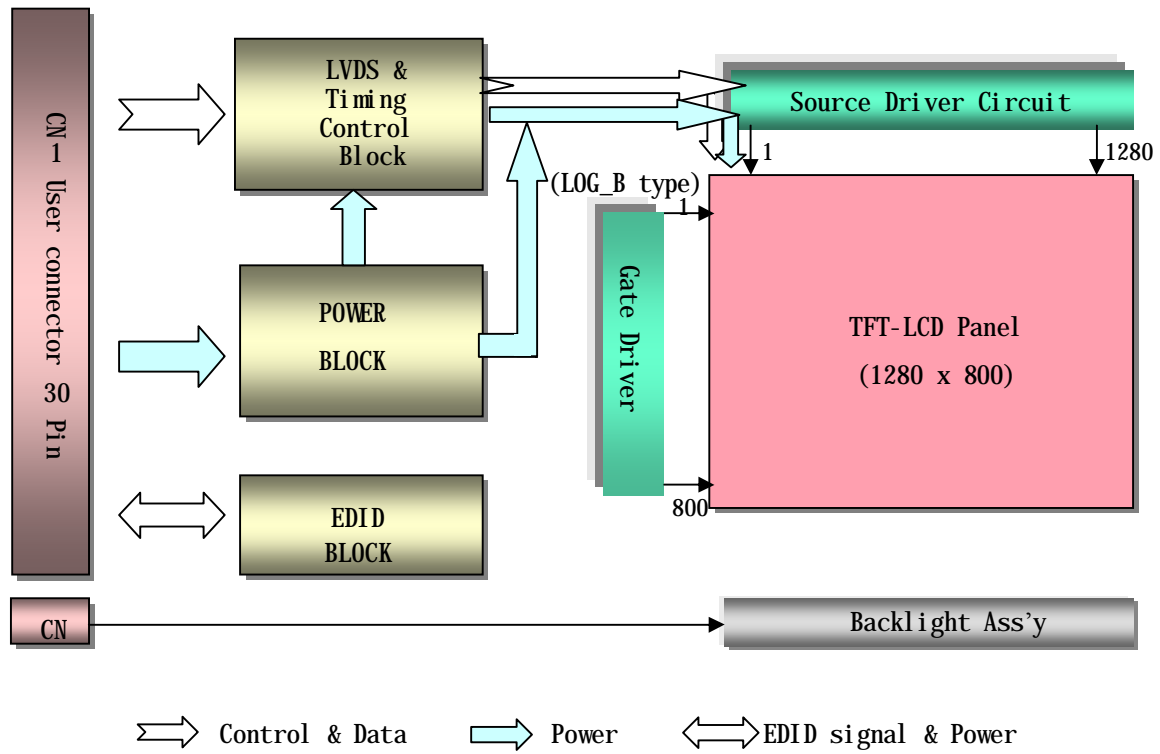 CN 1 User connector 30 Pin
LVDS &
Timing
Control
Block
Source Driver Circuit
1
1280
(LOG_B type)
1
POWER
BLOCK
Gate Driver
TFT-LCD Panel
(1280 x 800)
800
EDID
BLOCK
CN
Backlight Ass'y
Control & Data
Power
EDID signal & Power